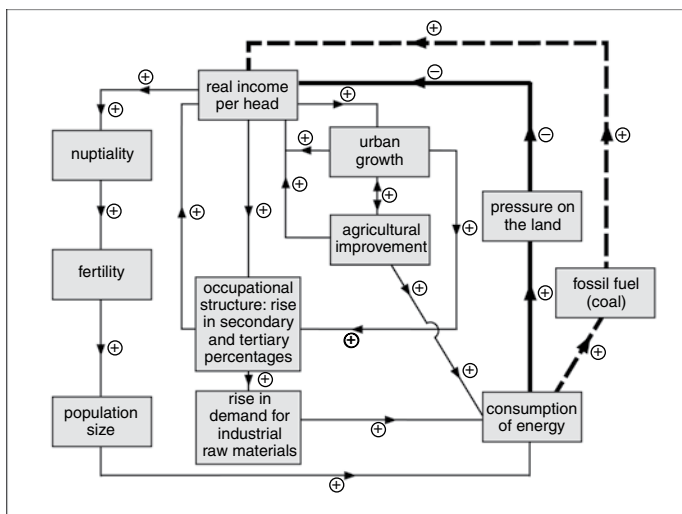 real income
per head
nuptiality
urban
growth
pressure on
the land
agricultural
improvement
fertility
fossil fuel
(coal)
occupational
structure: rise
in secondary
and tertiary
percentages
rise in
demand for
industrial
raw materials
population
size
consumption
of energy